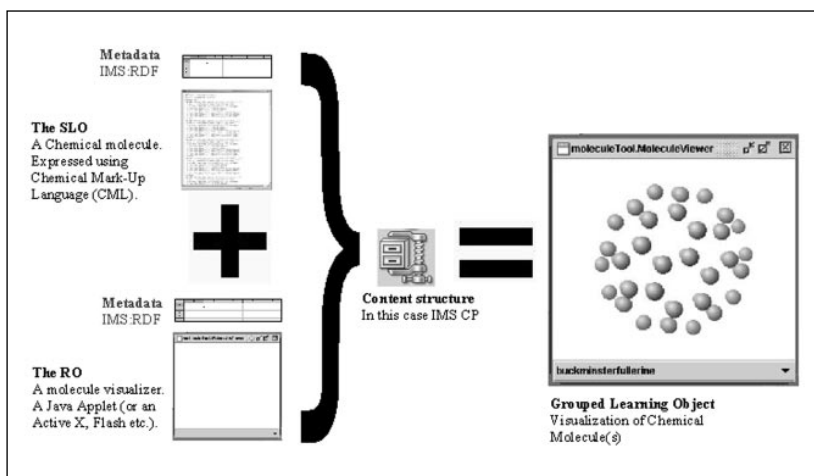 Metadata
IMS:RDF
The SLO
A Chemical molecule.
Expressed using
Chemical Mark-Up
Language (CML).
Metadata
IMS:RDF
The RO
A molecule visualizer.
A Java Applet (or an
Active X, Flash etc.).
Content structure
In this case IMS CP
moleculeTool.MoleculeViewer
buckminsterfullerine
Grouped Learning Object
Visualization of Chemical
Molecule(s)